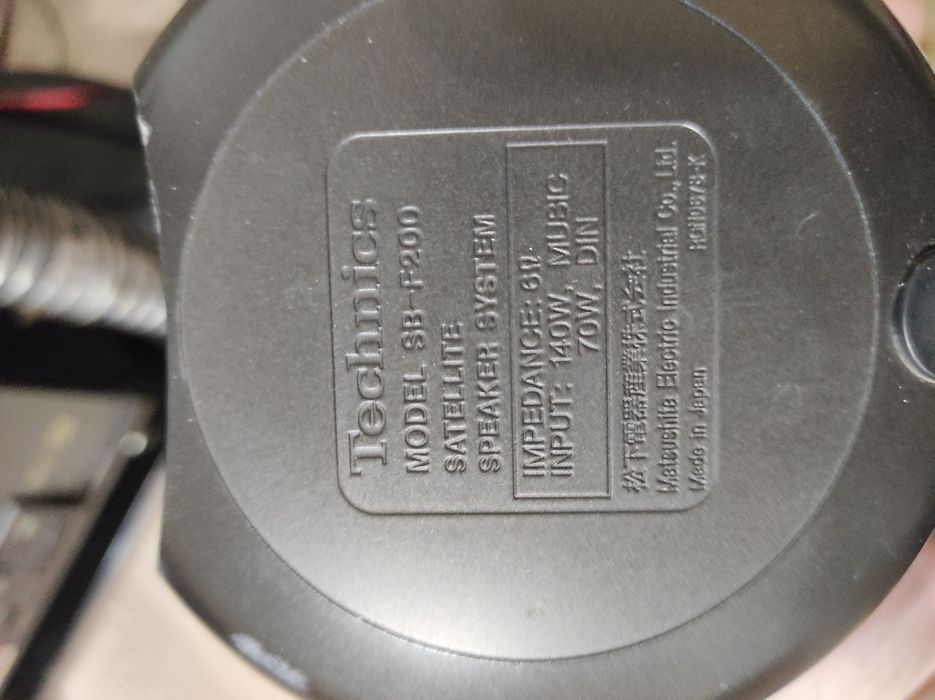 Technics
MODEL SB-F200
SATELLITE
SPEAKER SYSTEM
IMPEDANCE: 6Ω
INPUT: 140W, MUSIC
70W, DIN
松下電器産業株式会社
Matsushita Electric Industrial Co., Ltd.
Made in Japan